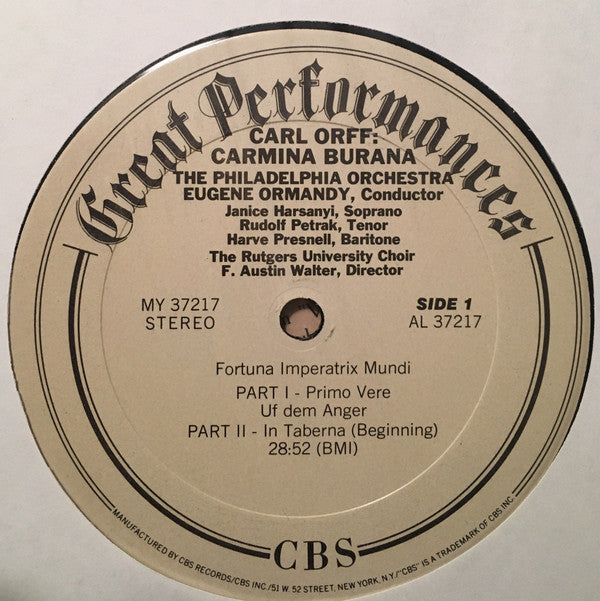 Great Performances
CARL ORFF:
CARMINA BURANA
THE PHILADELPHIA ORCHESTRA
EUGENE ORMANDY, Conductor
Janice Harsanyi, Soprano
Rudolf Petrak, Tenor
Harve Presnell, Baritone
The Rutgers University Choir
F. Austin Walter, Director
MY 37217
STEREO
SIDE 1
AL 37217
Fortuna Imperatrix Mundi
PART I - Primo Vere
Uf dem Anger
PART II - In Taberna (Beginning)
28:52 (BMI)
CBS
MANUFACTURED BY CBS RECORDS/CBS INC./51 W. 52 STREET, NEW YORK, N.Y./"CBS" IS A TRADEMARK OF CBS INC.